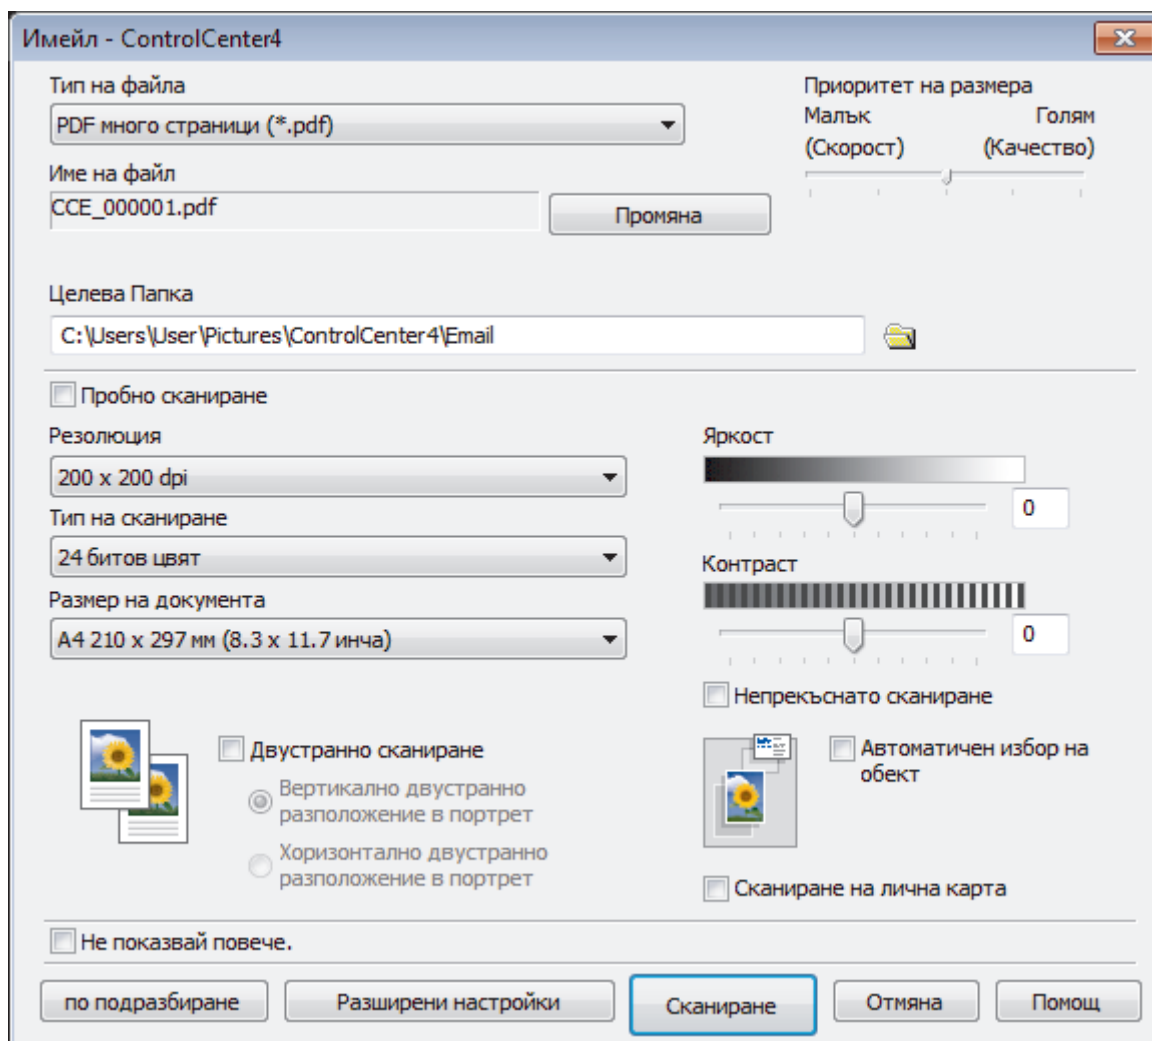 Имейл - ControlCenter4
Тип на файла
PDF много страници (*.pdf)
Приоритет на размера
Малък Голям
(Скорост) (Качество)
Име на файл
CCE_000001.pdf
Промяна
Целева Папка
C:\Users\User\Pictures\ControlCenter4\Email
Пробно сканиране
Резолюция
200 x 200 dpi
Тип на сканиране
24 битов цвят
Размер на документа
A4 210 x 297 мм (8.3 x 11.7 инча)
Яркост
0
Контраст
0
Непрекъснато сканиране
Двустранно сканиране
Вертикално двустранно
разположение в портрет
Хоризонтално двустранно
разположение в портрет
Автоматичен избор на
обект
Сканиране на лична карта
Не показвай повече.
по подразбиране
Разширени настройки
Сканиране
Отмяна
Помощ